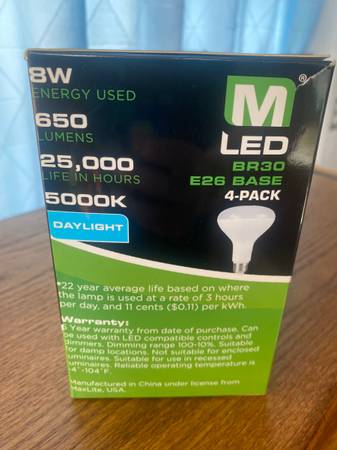 8W
ENERGY USED
650
LUMENS
25,000
LIFE IN HOURS
5000K
DAYLIGHT
M®
LED
BR30
E26 BASE
4-PACK
*22 year average life based on where
the lamp is used at a rate of 3 hours
per day, and 11 cents ($0.11) per kWh.
Warranty:
5 Year warranty from date of purchase. Can
be used with LED compatible controls and
dimmers. Dimming range 100-10%. Suitable
for damp locations. Not suitable for enclosed
luminaires. Suitable for use in recessed
luminaires. Reliable operating temperature is
-4°-104°F.
Manufactured in China under license from
MaxLite, USA.